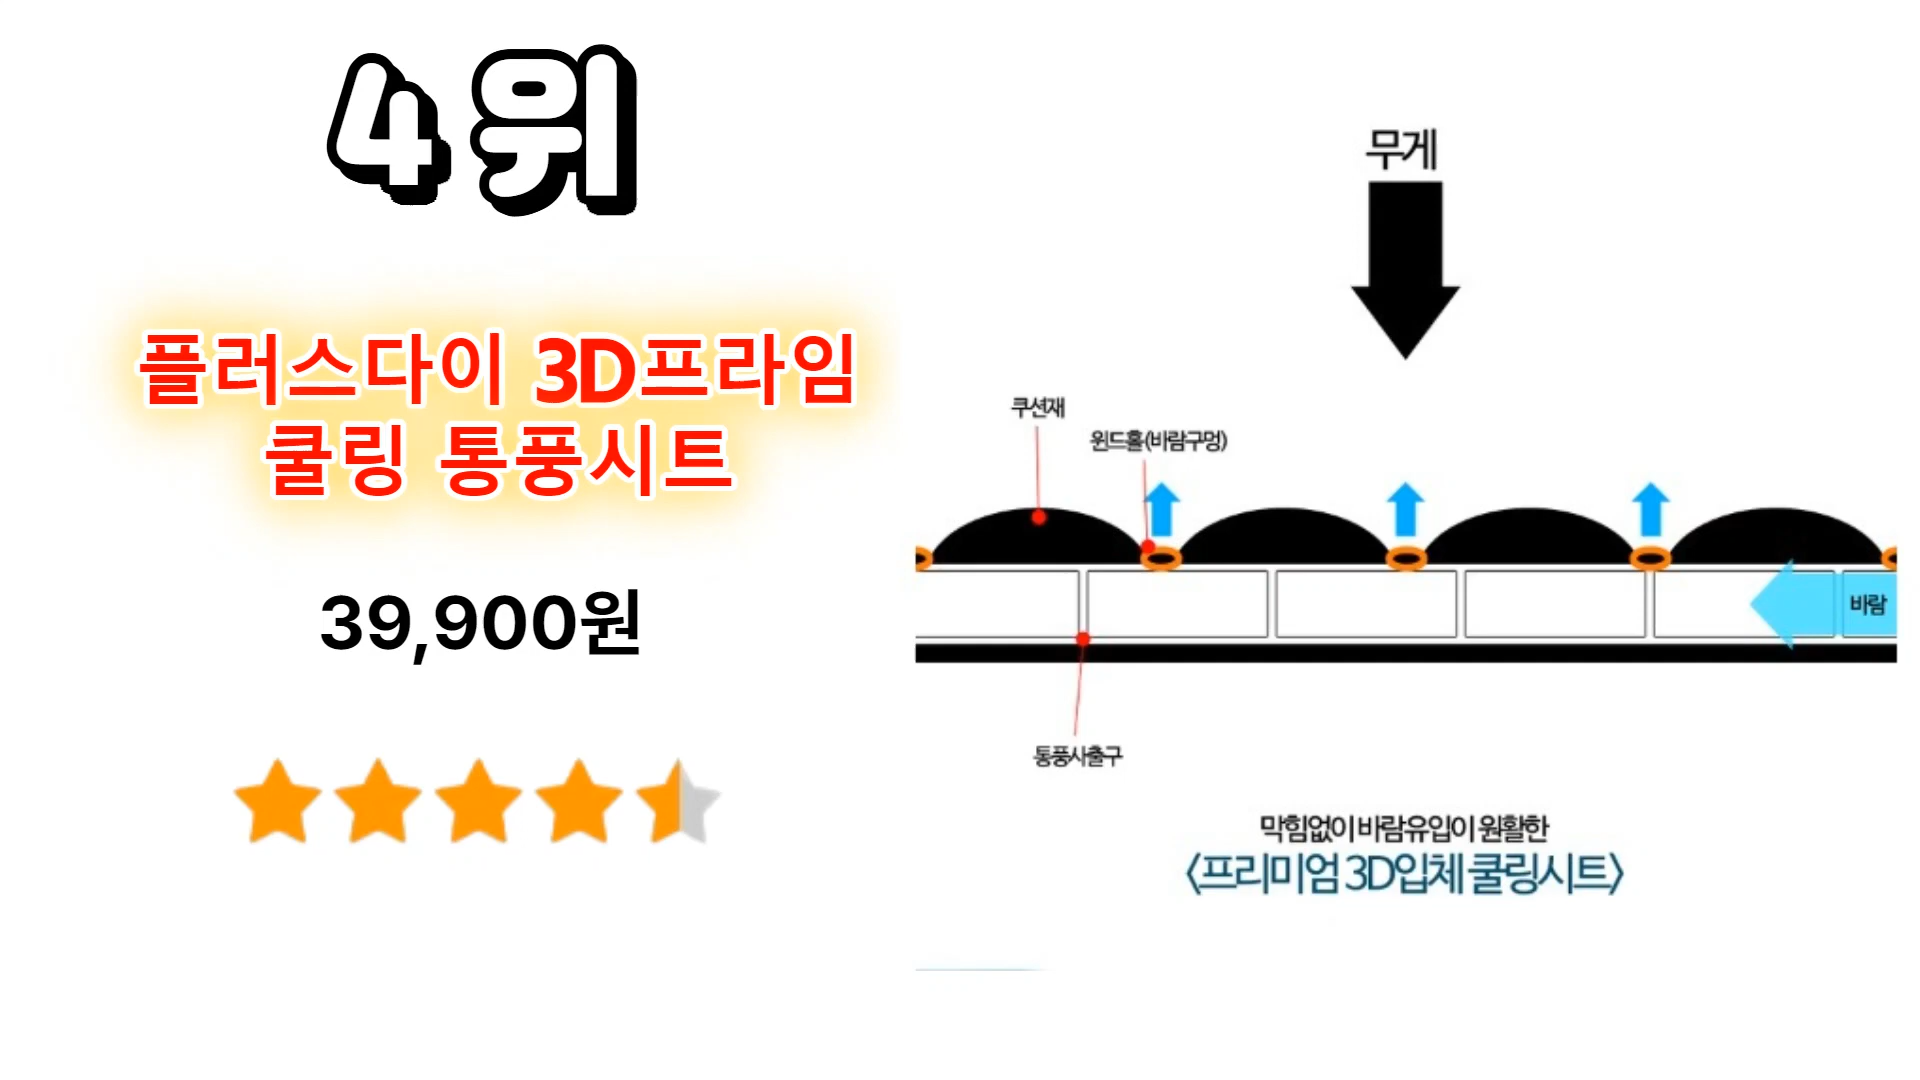 4위
플러스다이 3D프라임
쿨링 통풍시트
39,900원
무게
쿠션재
윈드홀(바람구멍)
바람
통풍사출구
막힘없이 바람유입이 원활한
<프리미엄 3D입체 쿨링시트>